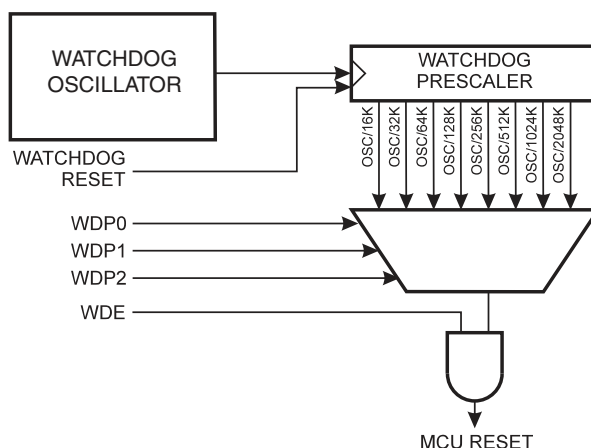 WATCHDOG
OSCILLATOR
WATCHDOG
PRESCALER
OSC/16K
OSC/32K
OSC/64K
OSC/128K
OSC/256K
OSC/512K
OSC/1024K
OSC/2048K
WATCHDOG
RESET
WDP0
WDP1
WDP2
WDE
MCU RESET